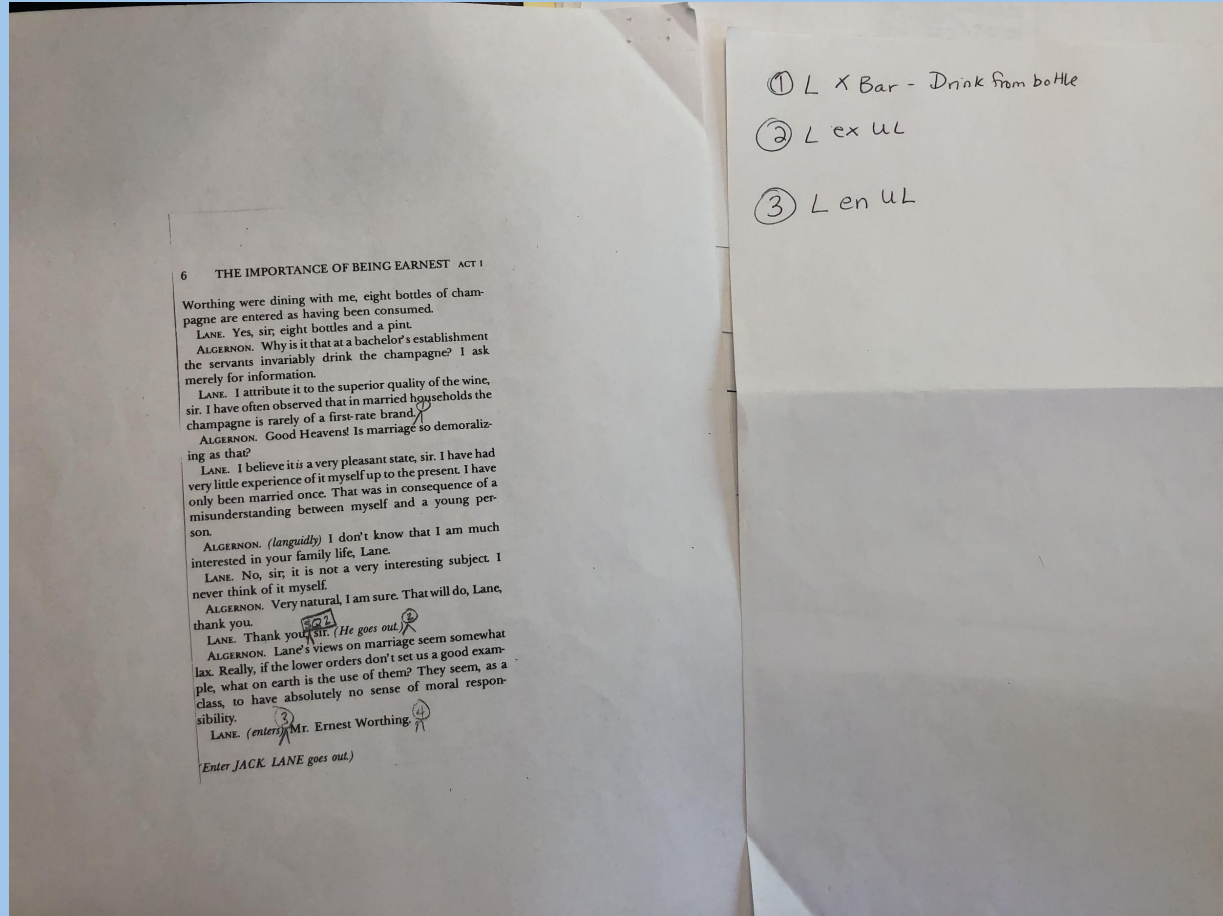 6 THE IMPORTANCE OF BEING EARNEST ACT I
Worthing were dining with me, eight bottles of cham-
pagne are entered as having been consumed.
LANE. Yes, sir; eight bottles and a pint.
ALGERNON. Why is it that at a bachelor's establishment
the servants invariably drink the champagne? I ask
merely for information.
LANE. I attribute it to the superior quality of the wine,
sir. I have often observed that in married households the
champagne is rarely of a first-rate brand. 1
ALGERNON. Good Heavens! Is marriage so demoraliz-
ing as that?
LANE. I believe it is a very pleasant state, sir. I have had
very little experience of it myself up to the present. I have
only been married once. That was in consequence of a
misunderstanding between myself and a young per-
son.
ALGERNON. (languidly) I don't know that I am much
interested in your family life, Lane.
LANE. No, sir; it is not a very interesting subject. I
never think of it myself.
ALGERNON. Very natural, I am sure. That will do, Lane,
thank you.
LANE. Thank you, sir. (He goes out.) 2
ALGERNON. Lane's views on marriage seem somewhat
lax. Really, if the lower orders don't set us a good exam-
ple, what on earth is the use of them? They seem, as a
class, to have absolutely no sense of moral respon-
sibility.
LANE. (enters) 3 Mr. Ernest Worthing. 4
(Enter JACK. LANE goes out.)
1 L X Bar - Drink from bottle
2 L ex UL
3 L en UL